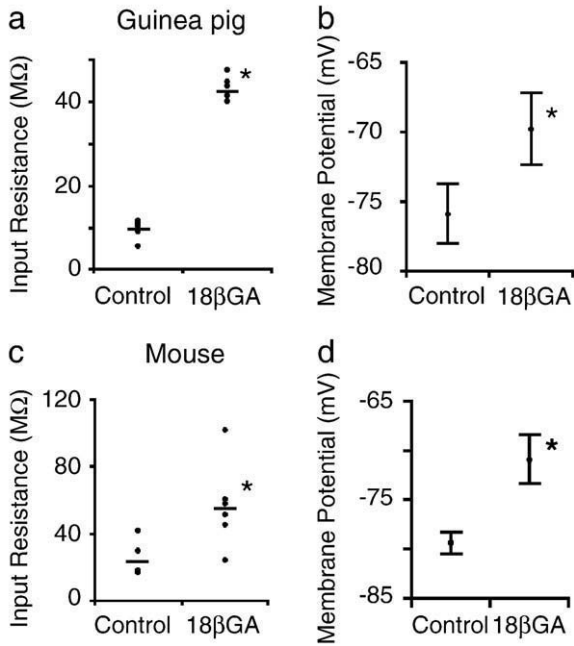 a
Guinea pig
Input Resistance (MΩ)
40
10
0
*
Control
18βGA
b
Membrane Potential (mV)
-65
-70
-75
-80
*
Control
18βGA
c
Mouse
Input Resistance (MΩ)
120
80
40
0
*
Control
18βGA
d
Membrane Potential (mV)
-65
-75
-85
*
Control
18βGA